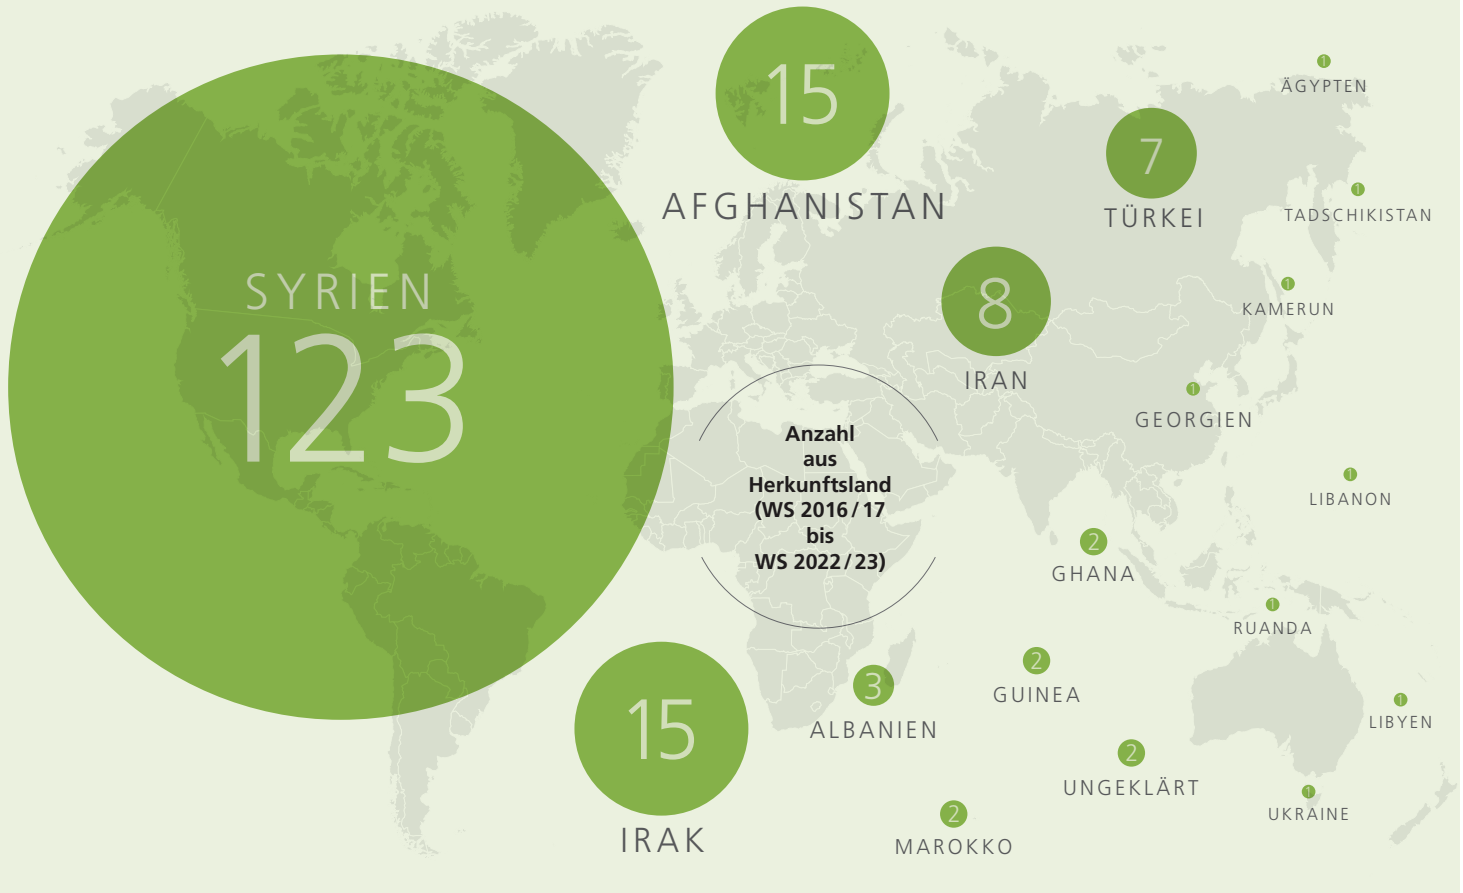 SYRIEN
123
15
AFGHANISTAN
7
TÜRKEI
8
IRAN
1
ÄGYPTEN
1
TADSCHIKISTAN
1
KAMERUN
1
GEORGIEN
1
LIBANON
Anzahl
aus
Herkunftsland
(WS 2016/17
bis
WS 2022/23)
2
GHANA
1
RUANDA
2
GUINEA
3
ALBANIEN
15
IRAK
1
LIBYEN
2
UNGEKLÄRT
1
UKRAINE
2
MAROKKO